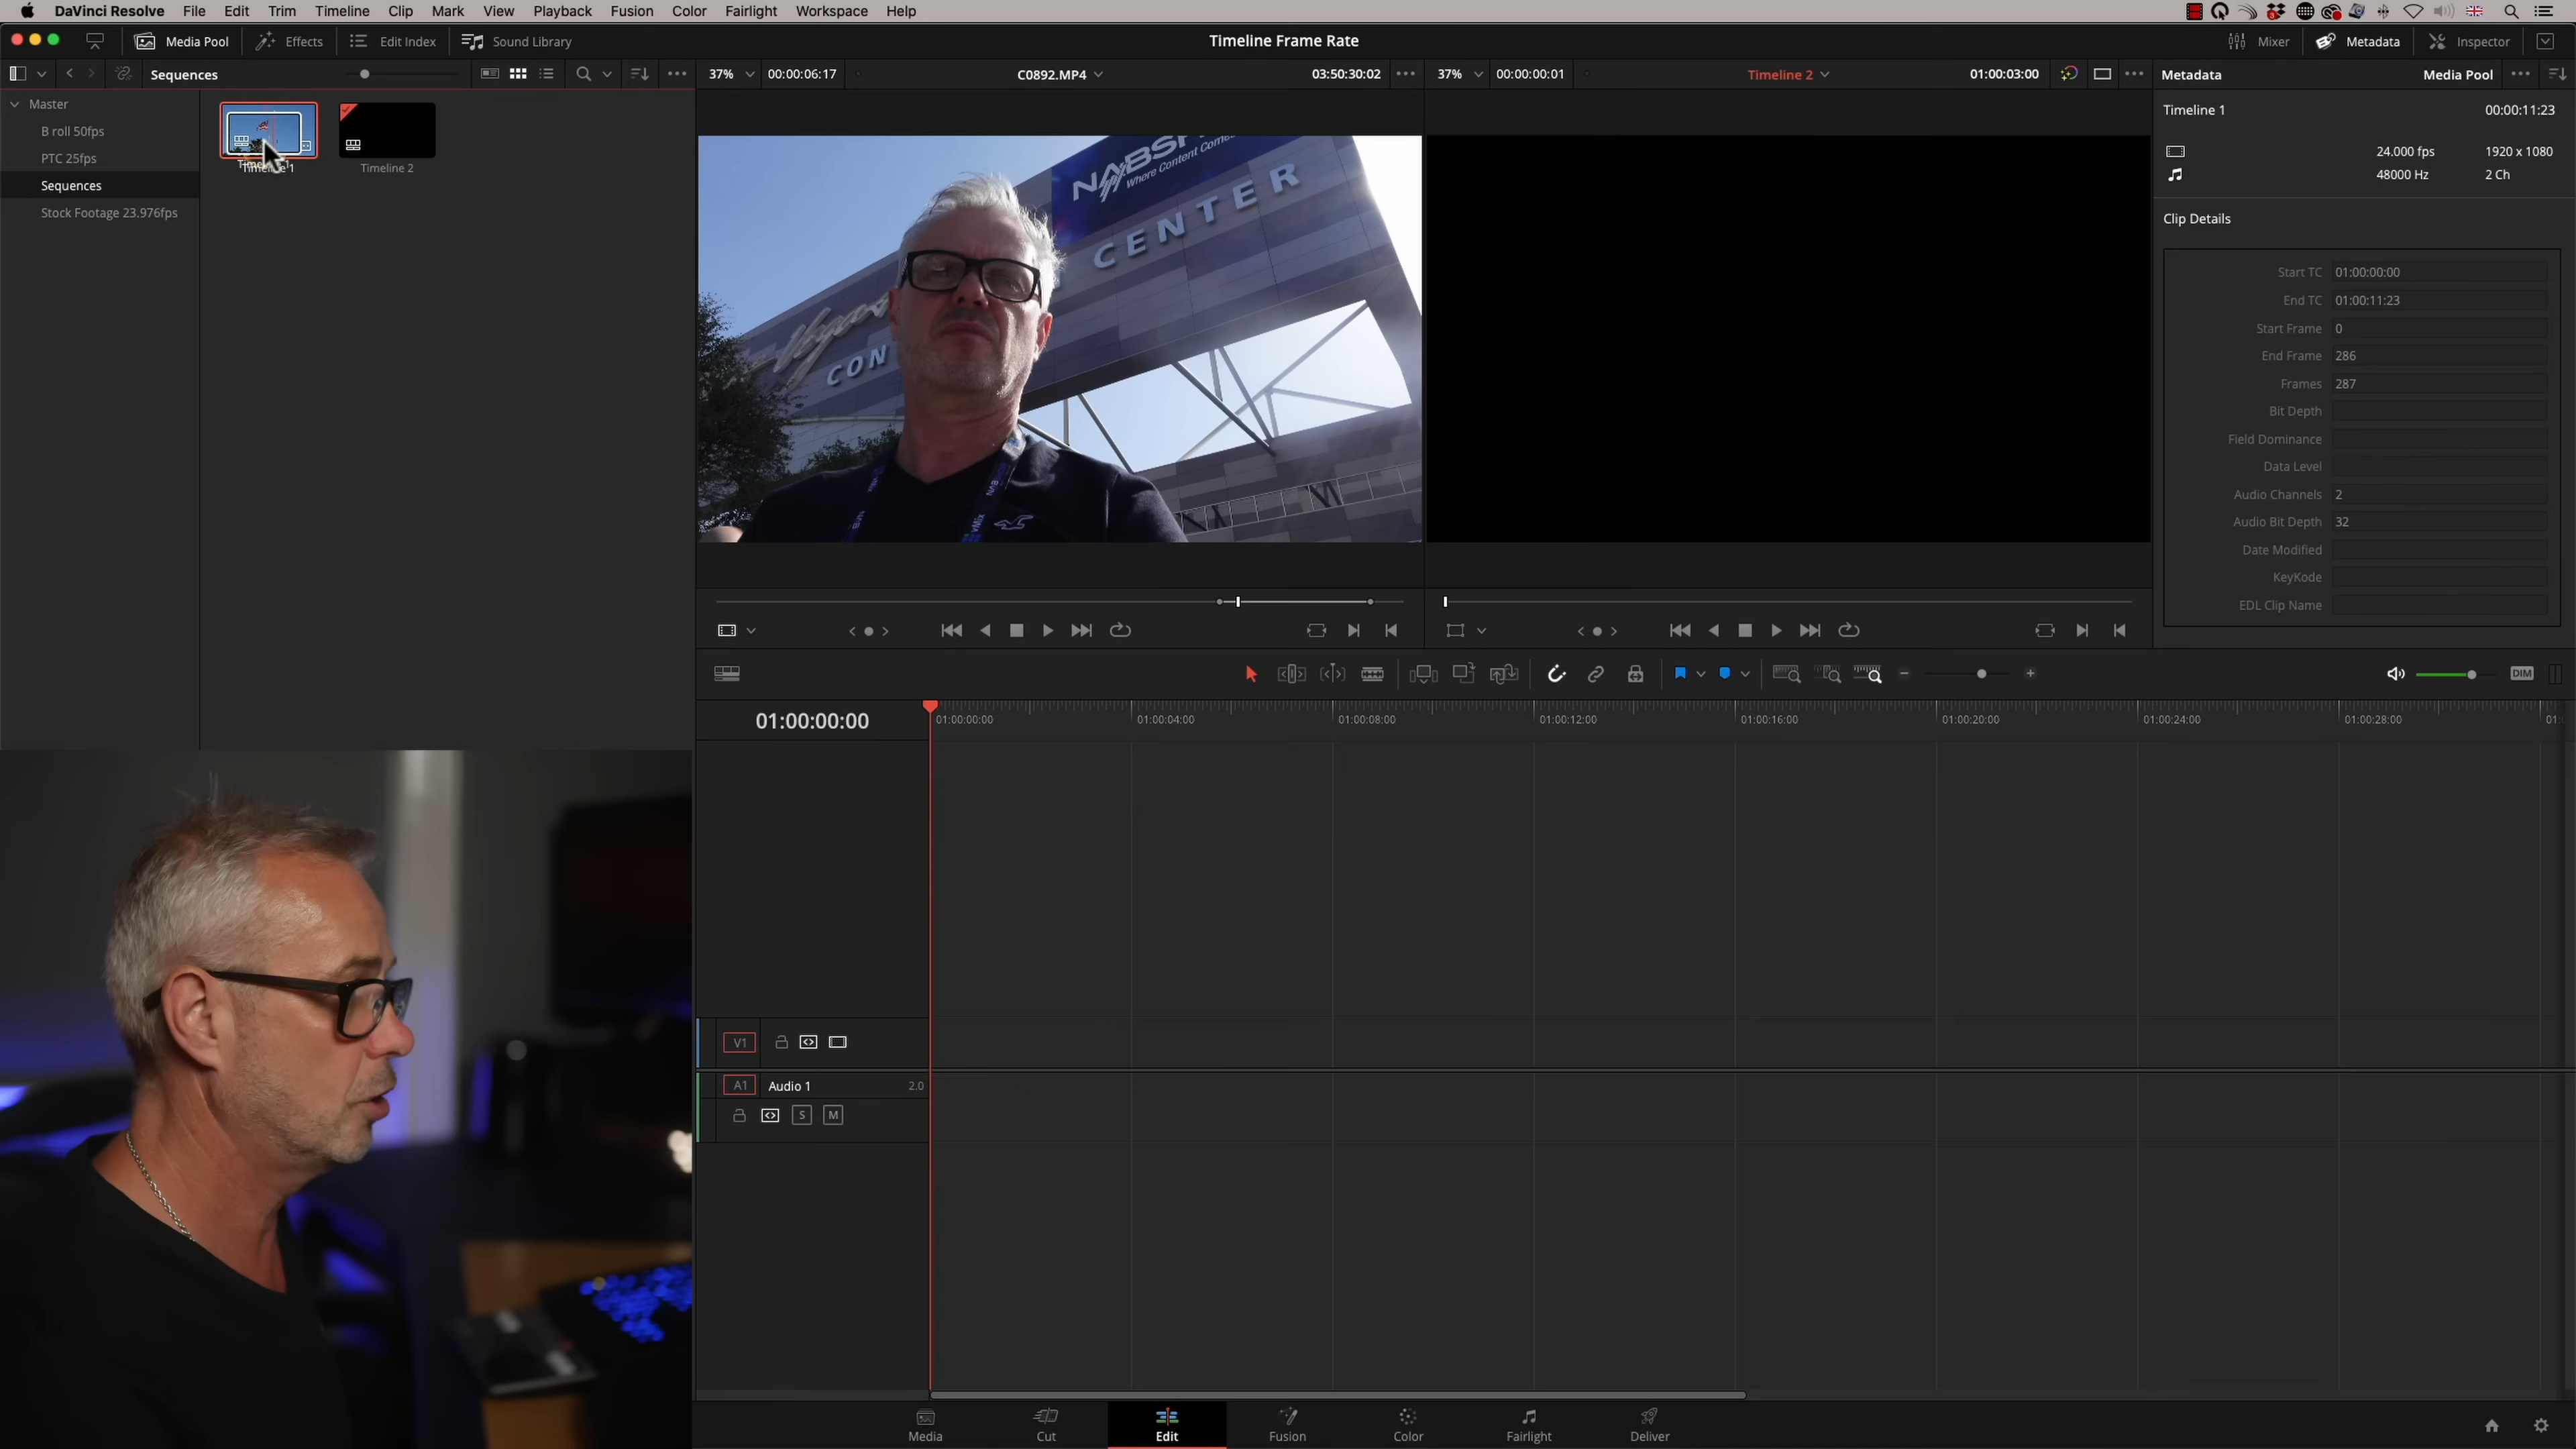 DaVinci Resolve File Edit Trim Timeline Clip Mark View Playback Fusion Color Fairlight Workspace Help
Media Pool Effects Edit Index Sound Library Timeline Frame Rate Mixer Metadata Inspector
Sequences 37% 00:00:06:17 C0892.MP4 03:50:30:02 37% 00:00:00:01 Timeline 2 01:00:03:00 Metadata Media Pool
Master
B roll 50fps
PTC 25fps
Sequences
Stock Footage 23.976fps
Timeline 1
Timeline 2
NABSH
Where Content Come
CENTER
CON
Timeline 1 00:00:11:23
24.000 fps 1920 x 1080
48000 Hz 2 Ch
Clip Details
Start TC 01:00:00:00
End TC 01:00:11:23
Start Frame 0
End Frame 286
Frames 287
Bit Depth
Field Dominance
Data Level
Audio Channels 2
Audio Bit Depth 32
Date Modified
KeyKode
EDL Clip Name
DIM
01:00:00:00 01:00:00:00 01:00:04:00 01:00:08:00 01:00:12:00 01:00:16:00 01:00:20:00 01:00:24:00 01:00:28:00 01:
V1
A1 Audio 1 2.0
S M
Media Cut Edit Fusion Color Fairlight Deliver